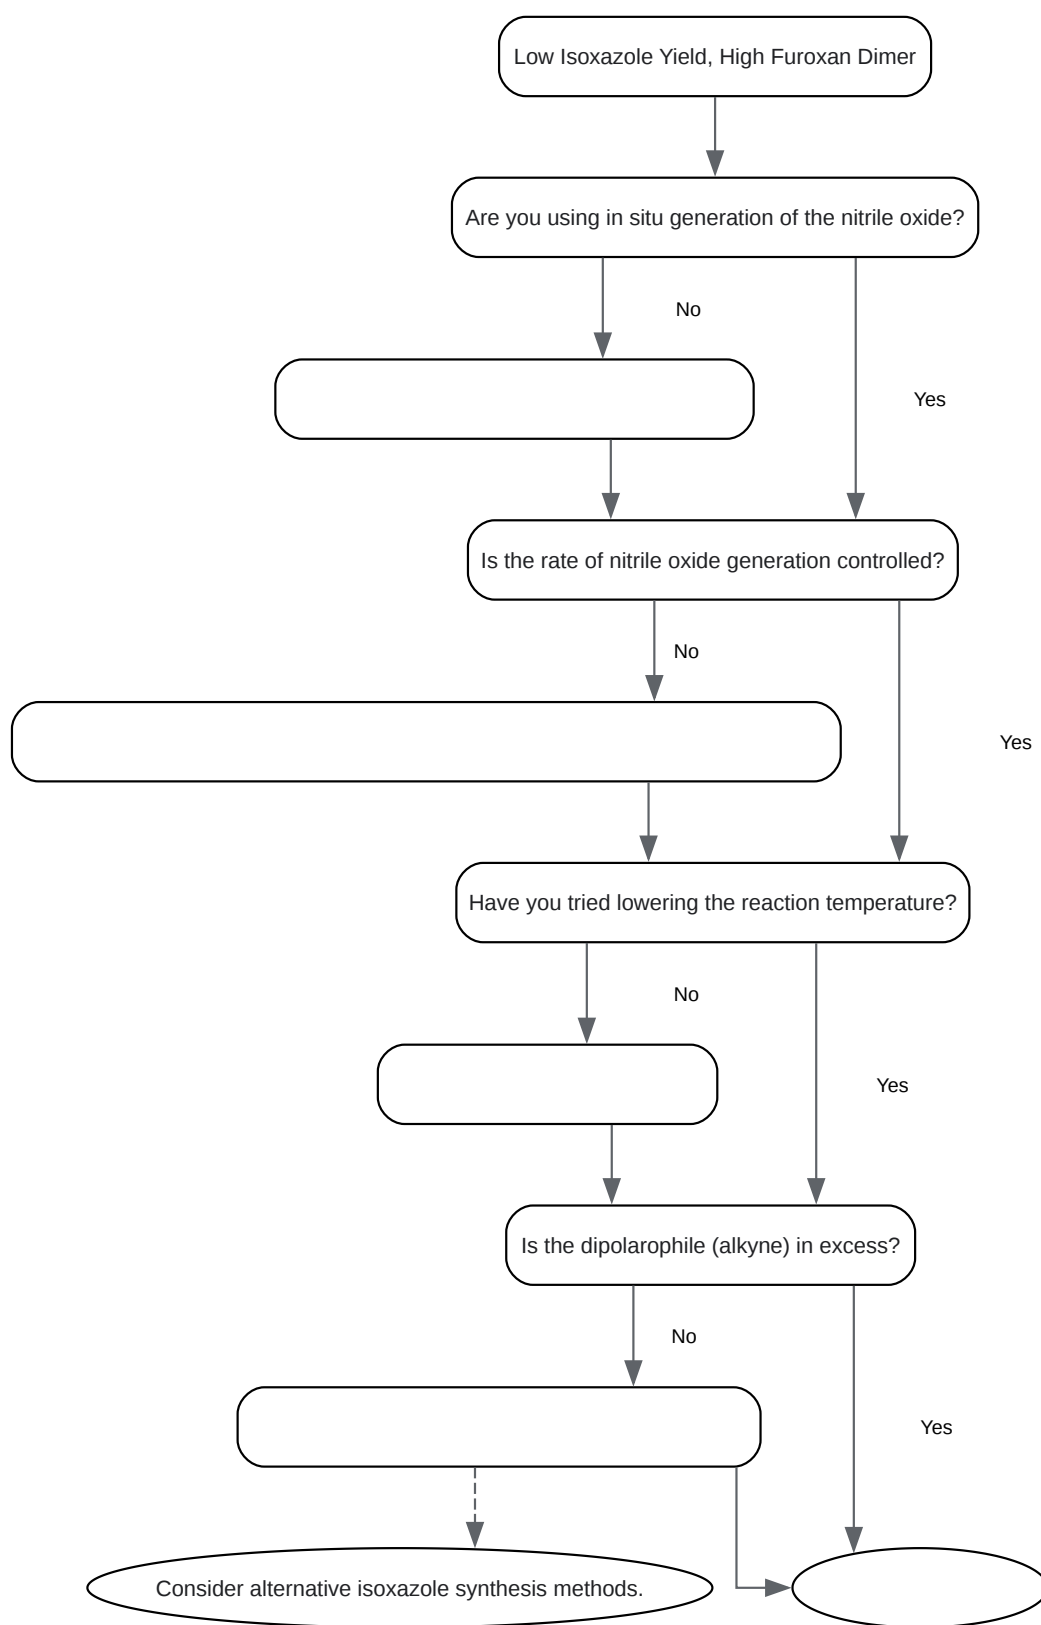 Low Isoxazole Yield, High Furoxan Dimer
Are you using in situ generation of the nitrile oxide?
No
Yes
Is the rate of nitrile oxide generation controlled?
No
Yes
Have you tried lowering the reaction temperature?
No
Yes
Is the dipolarophile (alkyne) in excess?
No
Yes
Consider alternative isoxazole synthesis methods.